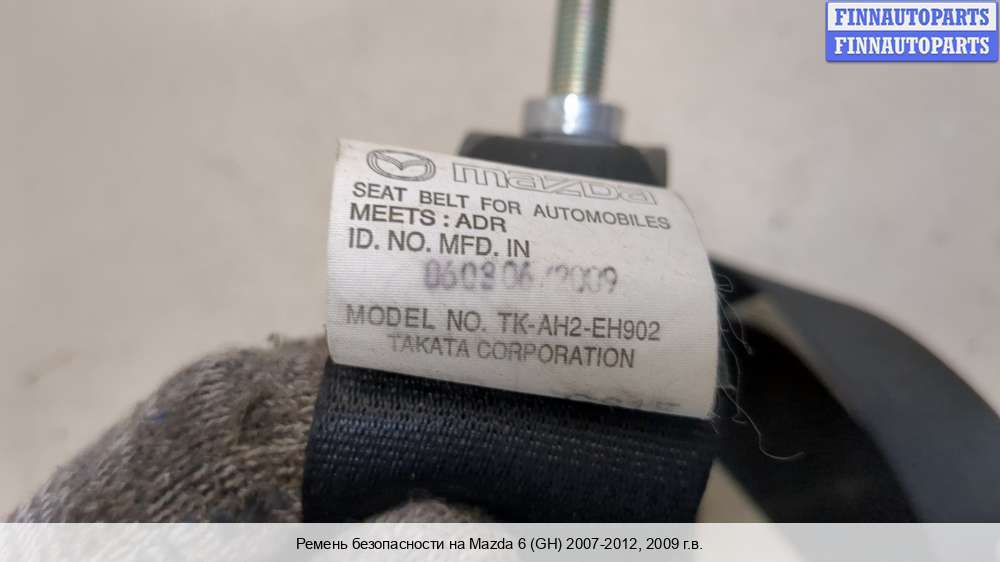 FINNAUTOPARTS
FINNAUTOPARTS
mazda
SEAT BELT FOR AUTOMOBILES
MEETS : ADR
ID. NO. MFD. IN
060806/2009
MODEL NO. TK-AH2-EH902
TAKATA CORPORATION
Ремень безопасности на Mazda 6 (GH) 2007-2012, 2009 г.в.